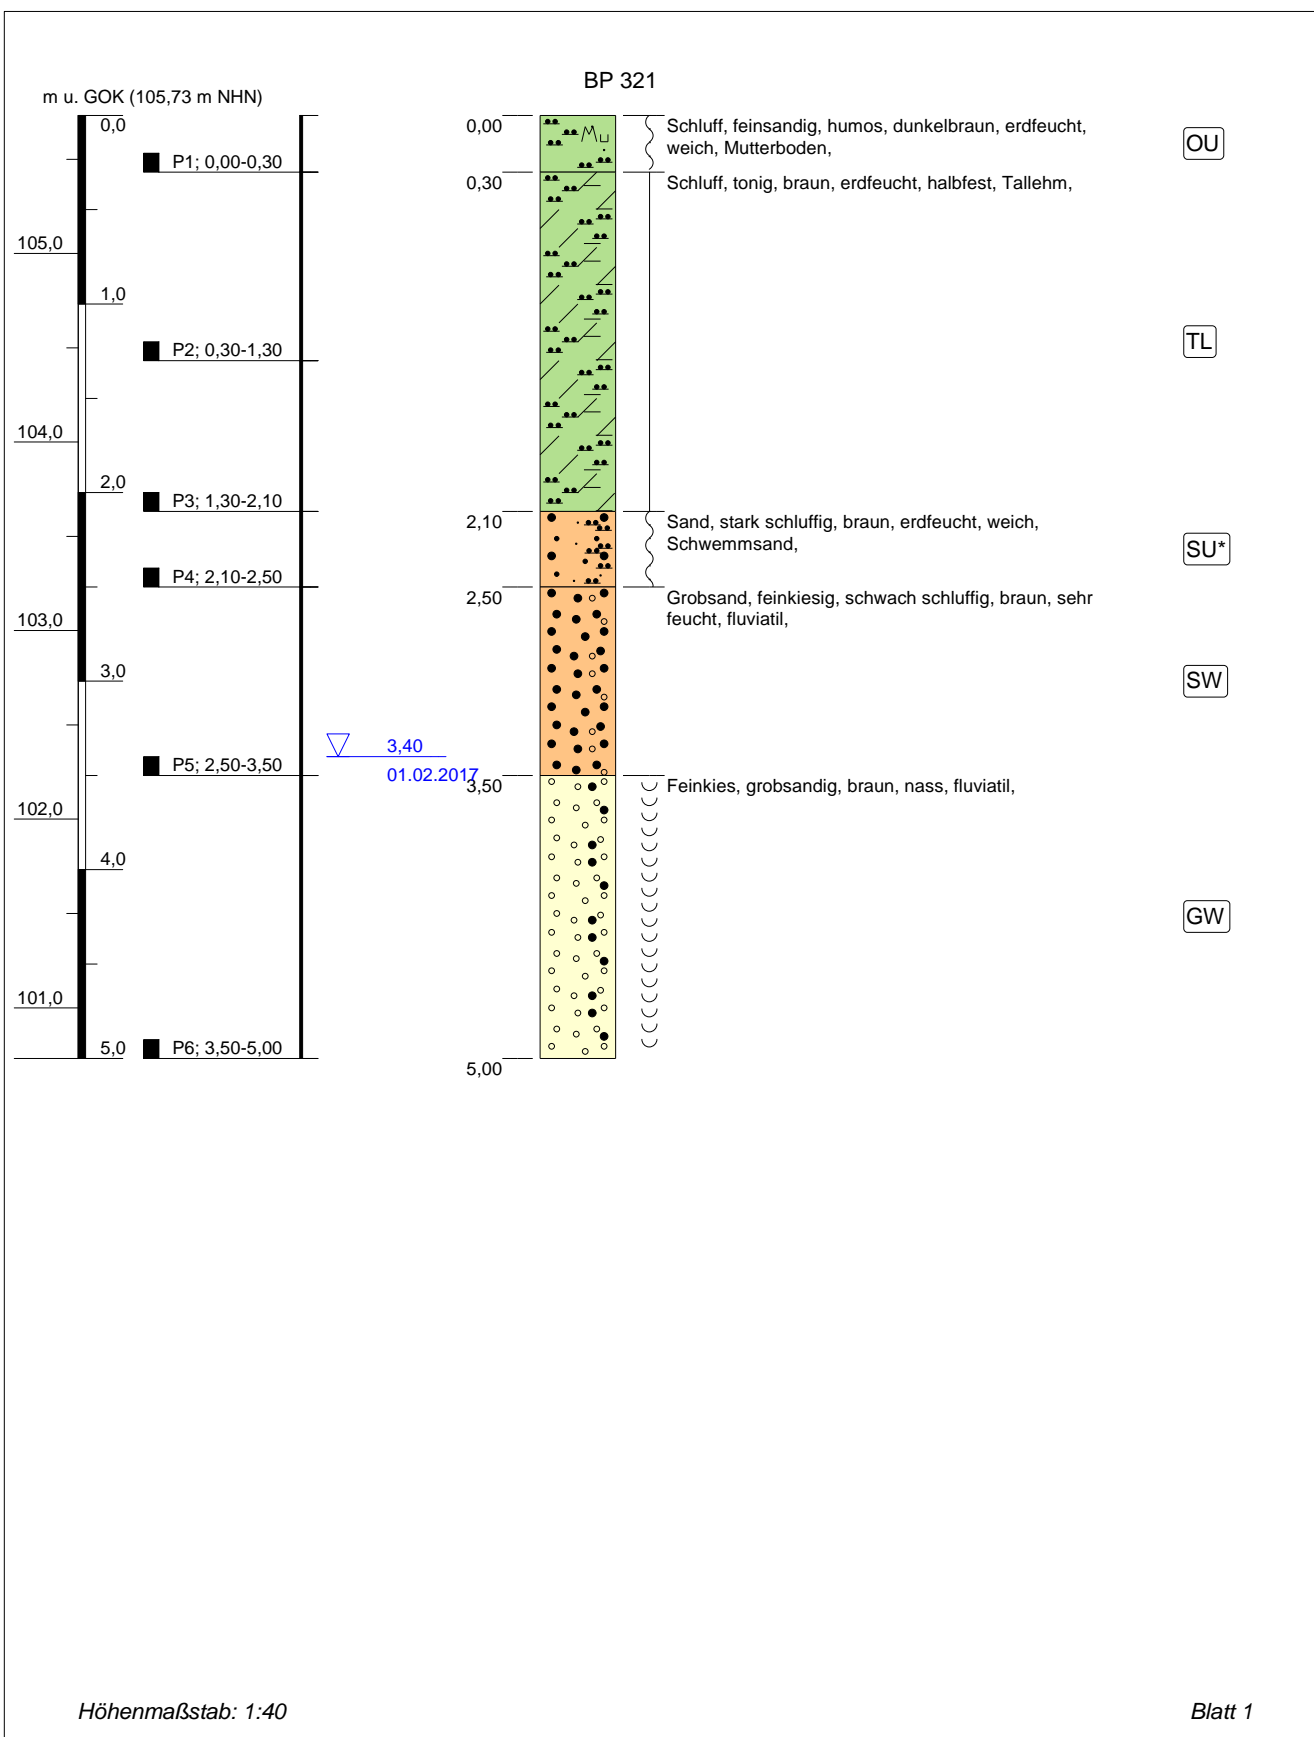 BP 321
m u. GOK (105,73 m NHN)
0,0
0,00
Schluff, feinsandig, humos, dunkelbraun, erdfeucht,
weich, Mutterboden,
OU
Mu
P1; 0,00-0,30
0,30
Schluff, tonig, braun, erdfeucht, halbfest, Tallehm,
105,0
1,0
TL
P2; 0,30-1,30
104,0
2,0
P3; 1,30-2,10
2,10
Sand, stark schluffig, braun, erdfeucht, weich,
Schwemmsand,
SU*
P4; 2,10-2,50
2,50
Grobsand, feinkiesig, schwach schluffig, braun, sehr
feucht, fluviatil,
103,0
3,0
SW
3,40
P5; 2,50-3,50
01.02.2017
3,50
Feinkies, grobsandig, braun, nass, fluviatil,
102,0
4,0
GW
101,0
5,0
P6; 3,50-5,00
5,00
Höhenmaßstab: 1:40
Blatt 1